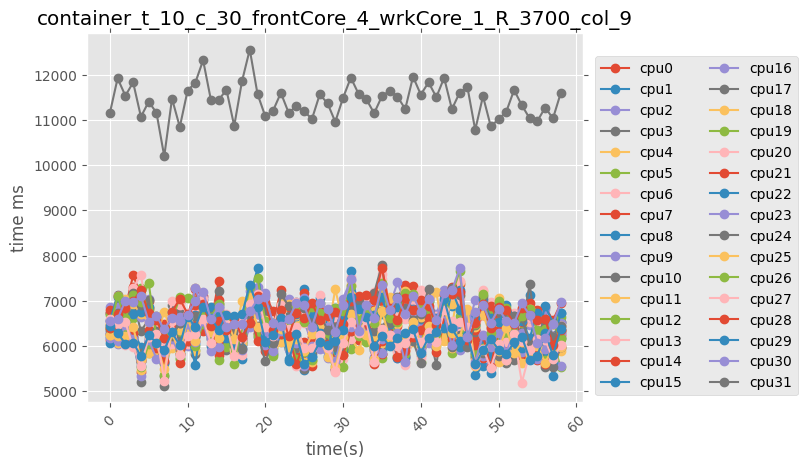 container_t_10_c_30_frontCore_4_wrkCore_1_R_3700_col_9
12000
11000
10000
9000
8000
7000
6000
5000
time ms
0
10
20
30
40
50
60
time(s)
cpu0
cpu1
cpu2
cpu3
cpu4
cpu5
cpu6
cpu7
cpu8
cpu9
cpu10
cpu11
cpu12
cpu13
cpu14
cpu15
cpu16
cpu17
cpu18
cpu19
cpu20
cpu21
cpu22
cpu23
cpu24
cpu25
cpu26
cpu27
cpu28
cpu29
cpu30
cpu31